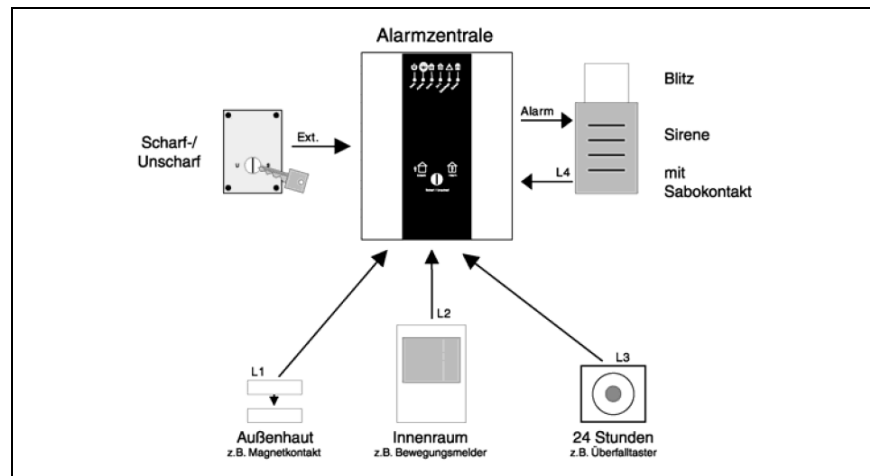 Alarmzentrale
Blitz
Alarm
Scharf-/
Unscharf
Ext.
Sirene
L4
mit
Sabokontakt
U
L2
L1
L3
Außenhaut
z.B. Magnetkontakt
Innenraum
z.B. Bewegungsmelder
24 Stunden
z.B. Überfalltaster